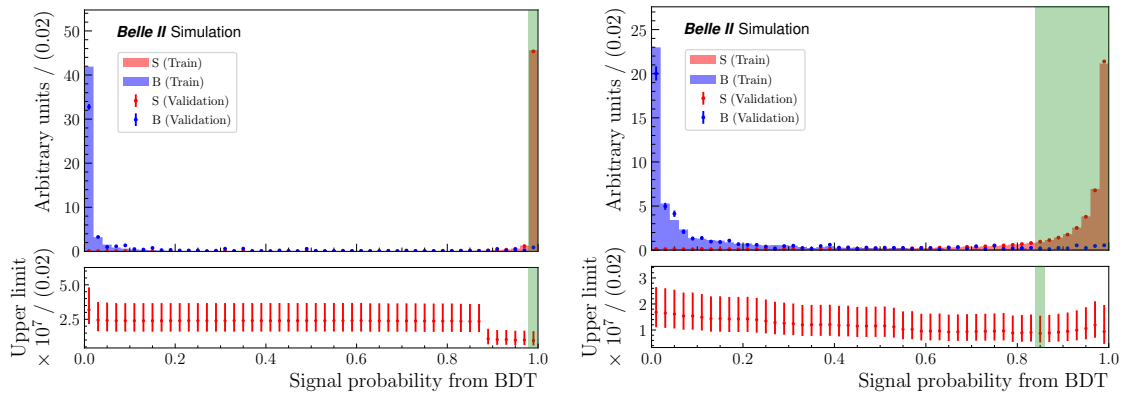 Belle II Simulation
S (Train)
B (Train)
S (Validation)
B (Validation)
Arbitrary units / (0.02)
50
40
30
20
10
0
Upper limit
× 10⁷ / (0.02)
5.0
2.5
0.0 0.2 0.4 0.6 0.8 1.0
Signal probability from BDT
Belle II Simulation
S (Train)
B (Train)
S (Validation)
B (Validation)
Arbitrary units / (0.02)
25
20
15
10
5
0
Upper limit
× 10⁷ / (0.02)
3
2
1
0.0 0.2 0.4 0.6 0.8 1.0
Signal probability from BDT